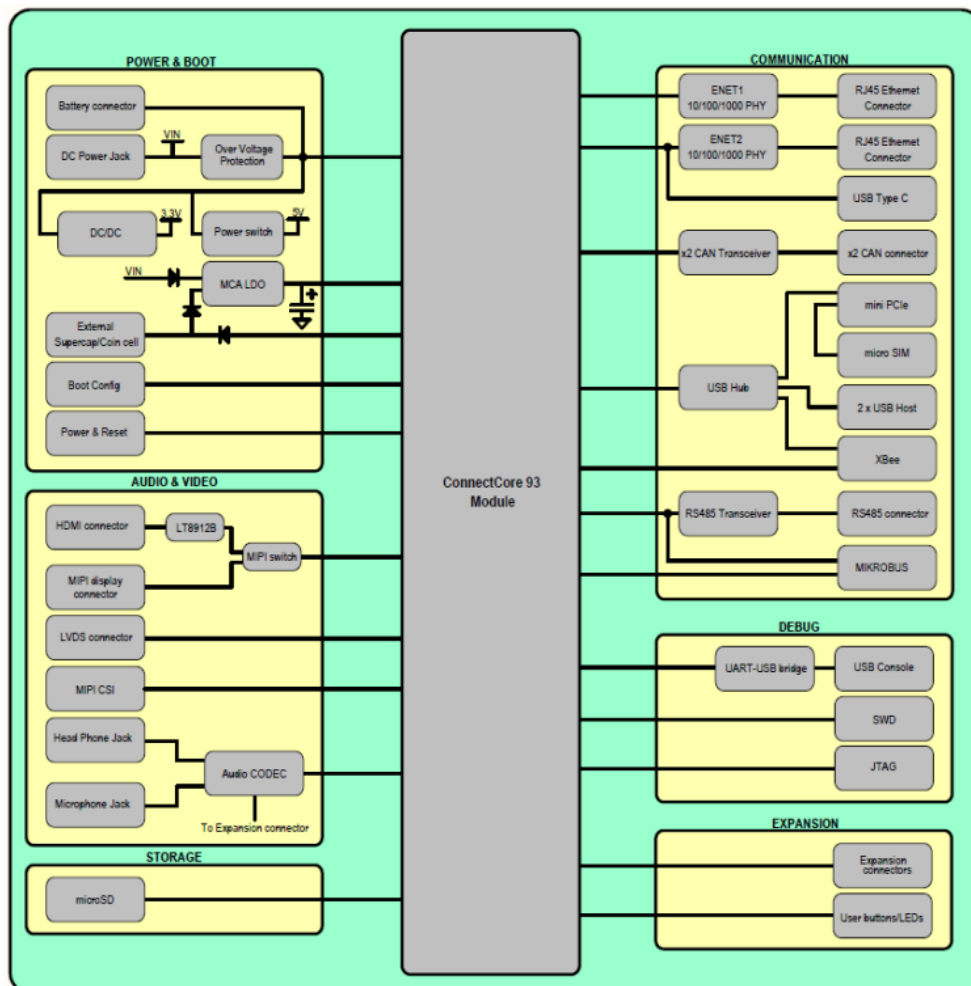 POWER & BOOT
Battery connector
VIN
DC Power Jack
Over Voltage
Protection
3.3V
5V
DC/DC
Power switch
VIN
MCA LDO
External
Supercap/Coin cell
Boot Config
Power & Reset
AUDIO & VIDEO
HDMI connector
LT8912B
MIPI switch
MIPI display
connector
LVDS connector
MIPI CSI
Head Phone Jack
Audio CODEC
Microphone Jack
To Expansion connector
STORAGE
microSD
ConnectCore 93
Module
COMMUNICATION
ENET1
10/100/1000 PHY
RJ45 Ethernet
Connector
ENET2
10/100/1000 PHY
RJ45 Ethernet
Connector
USB Type C
x2 CAN Transceiver
x2 CAN connector
mini PCIe
micro SIM
USB Hub
2 x USB Host
XBee
RS485 Transceiver
RS485 connector
MIKROBUS
DEBUG
UART-USB bridge
USB Console
SWD
JTAG
EXPANSION
Expansion
connectors
User buttons/LEDs